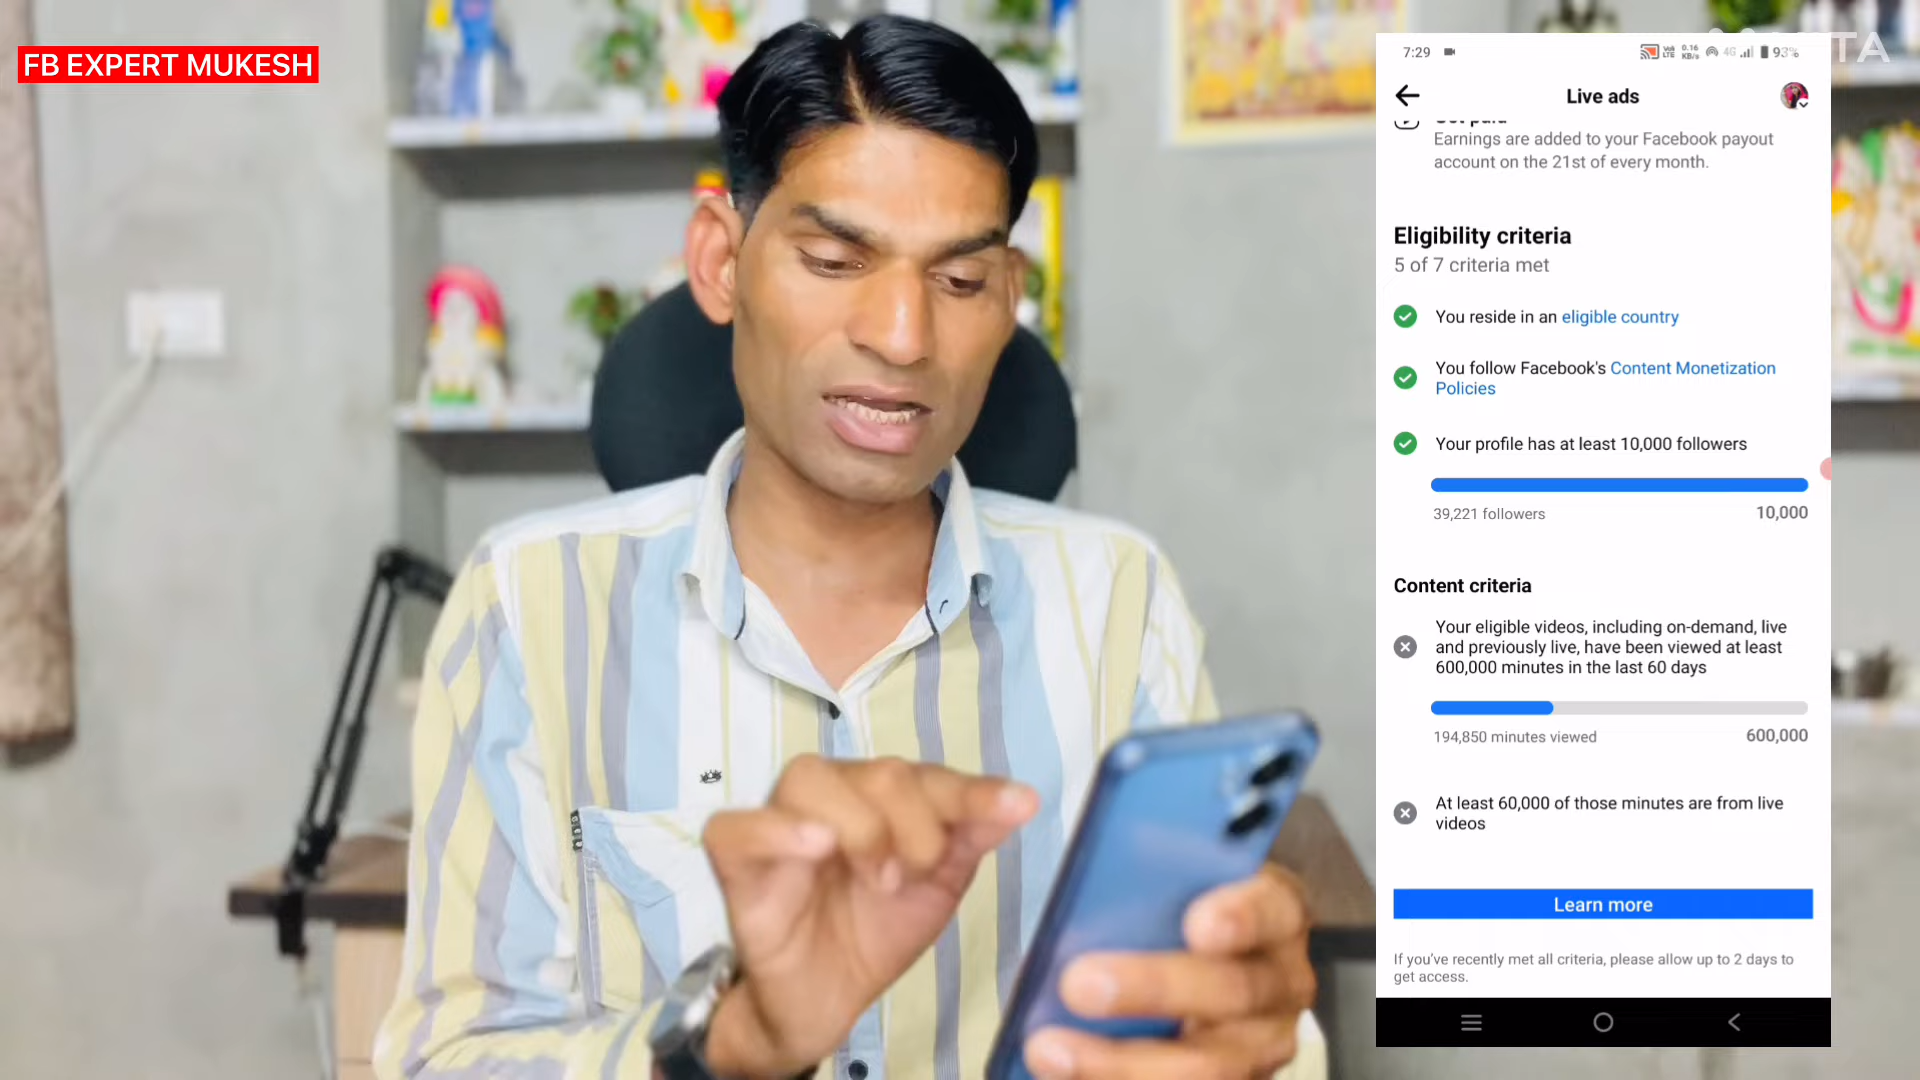 FB EXPERT MUKESH
7:29
0.16
KB/s
4G
93%
Live ads
Earnings are added to your Facebook payout
account on the 21st of every month.
Eligibility criteria
5 of 7 criteria met
You reside in an eligible country
You follow Facebook's Content Monetization
Policies
Your profile has at least 10,000 followers
39,221 followers
10,000
Content criteria
Your eligible videos, including on-demand, live
and previously live, have been viewed at least
600,000 minutes in the last 60 days
194,850 minutes viewed
600,000
At least 60,000 of those minutes are from live
videos
Learn more
If you've recently met all criteria, please allow up to 2 days to
get access.